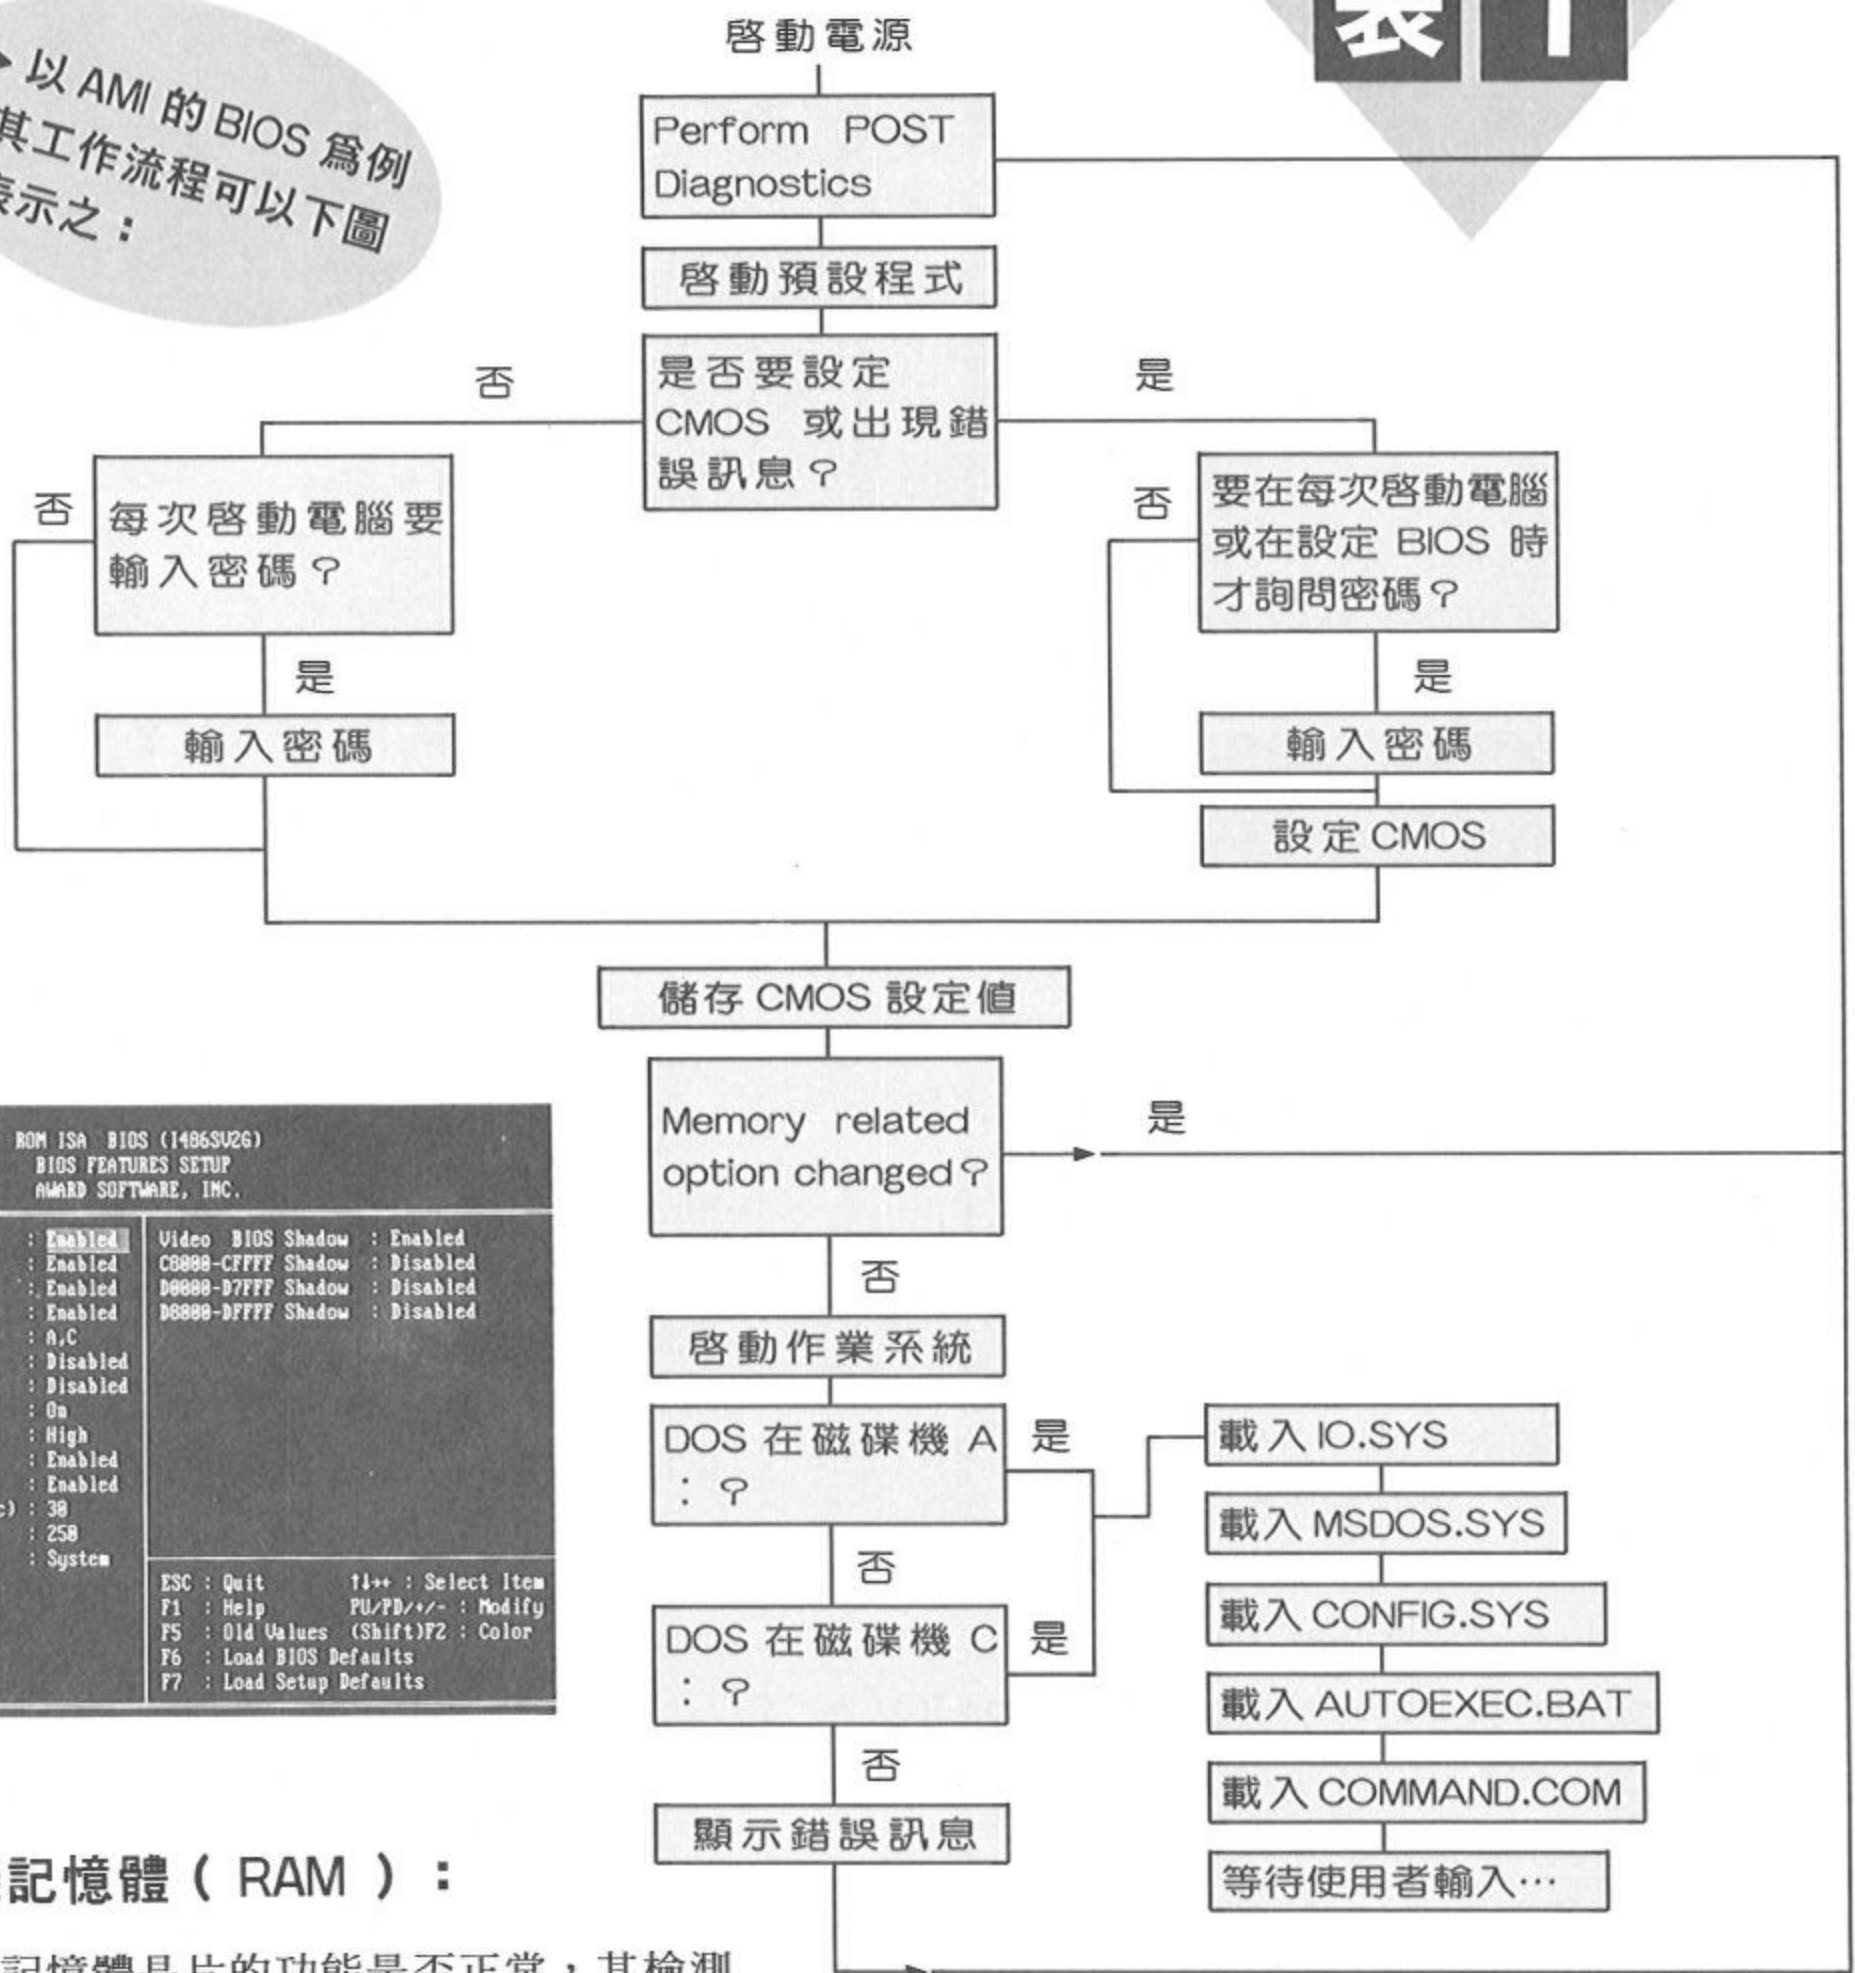 裝
以 AMI 的 BIOS 爲例
其工作流程可以下圖
表示之：
啓動電源
Perform POST
Diagnostics
啓動預設程式
是否要設定
CMOS 或出現錯
誤訊息？
否
是
每次啓動電腦要
輸入密碼？
否
是
輸入密碼
要在每次啓動電腦
或在設定 BIOS 時
才詢問密碼？
否
是
輸入密碼
設定 CMOS
儲存 CMOS 設定値
Memory related
option changed？
是
否
啓動作業系統
DOS 在磁碟機 A
：？
是
否
DOS 在磁碟機 C
：？
是
否
顯示錯誤訊息
載入 IO.SYS
載入 MSDOS.SYS
載入 CONFIG.SYS
載入 AUTOEXEC.BAT
載入 COMMAND.COM
等待使用者輸入…
ROM ISA BIOS (I486SV2G)
BIOS FEATURES SETUP
AWARD SOFTWARE, INC.
: Enabled
: Enabled
: Enabled
: Enabled
: A,C
: Disabled
: Disabled
: On
: High
: Enabled
: Enabled
c) : 30
: 250
: System
Video BIOS Shadow : Enabled
C8000-CFFFF Shadow : Disabled
D0000-D7FFF Shadow : Disabled
D8000-DFFFF Shadow : Disabled
ESC : Quit ↑↓→← : Select Item
F1 : Help PU/PD/+/- : Modify
F5 : Old Values (Shift)F2 : Color
F6 : Load BIOS Defaults
F7 : Load Setup Defaults
記憶體（RAM）：
記憶體晶片的功能是否正常，其檢測